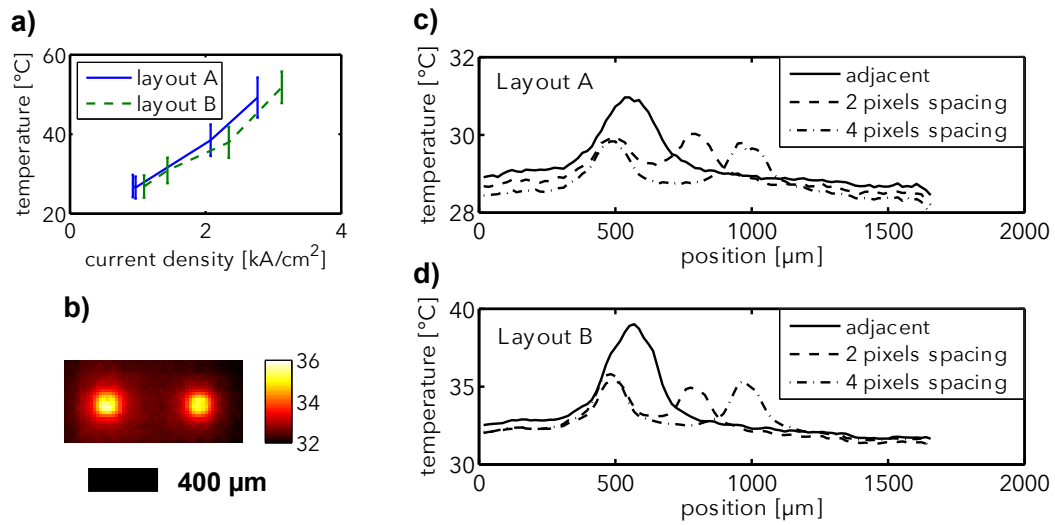 a)
temperature [°C]
60
40
20
0
2
4
current density [kA/cm²]
layout A
layout B
b)
36
34
33
32
400 µm
c)
temperature [°C]
32
30
28
0
500
1000
1500
2000
position [µm]
Layout A
adjacent
2 pixels spacing
4 pixels spacing
d)
temperature [°C]
40
35
30
0
500
1000
1500
2000
position [µm]
Layout B
adjacent
2 pixels spacing
4 pixels spacing